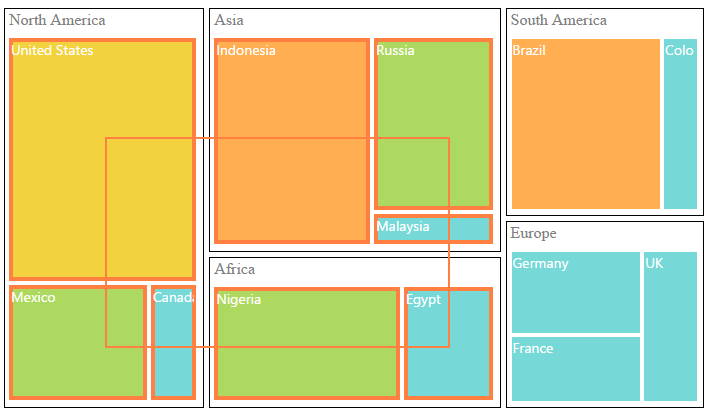 North America
United States
Mexico
Canada
Asia
Indonesia
Russia
Malaysia
Africa
Nigeria
Egypt
South America
Brazil
Colo
Europe
Germany
UK
France